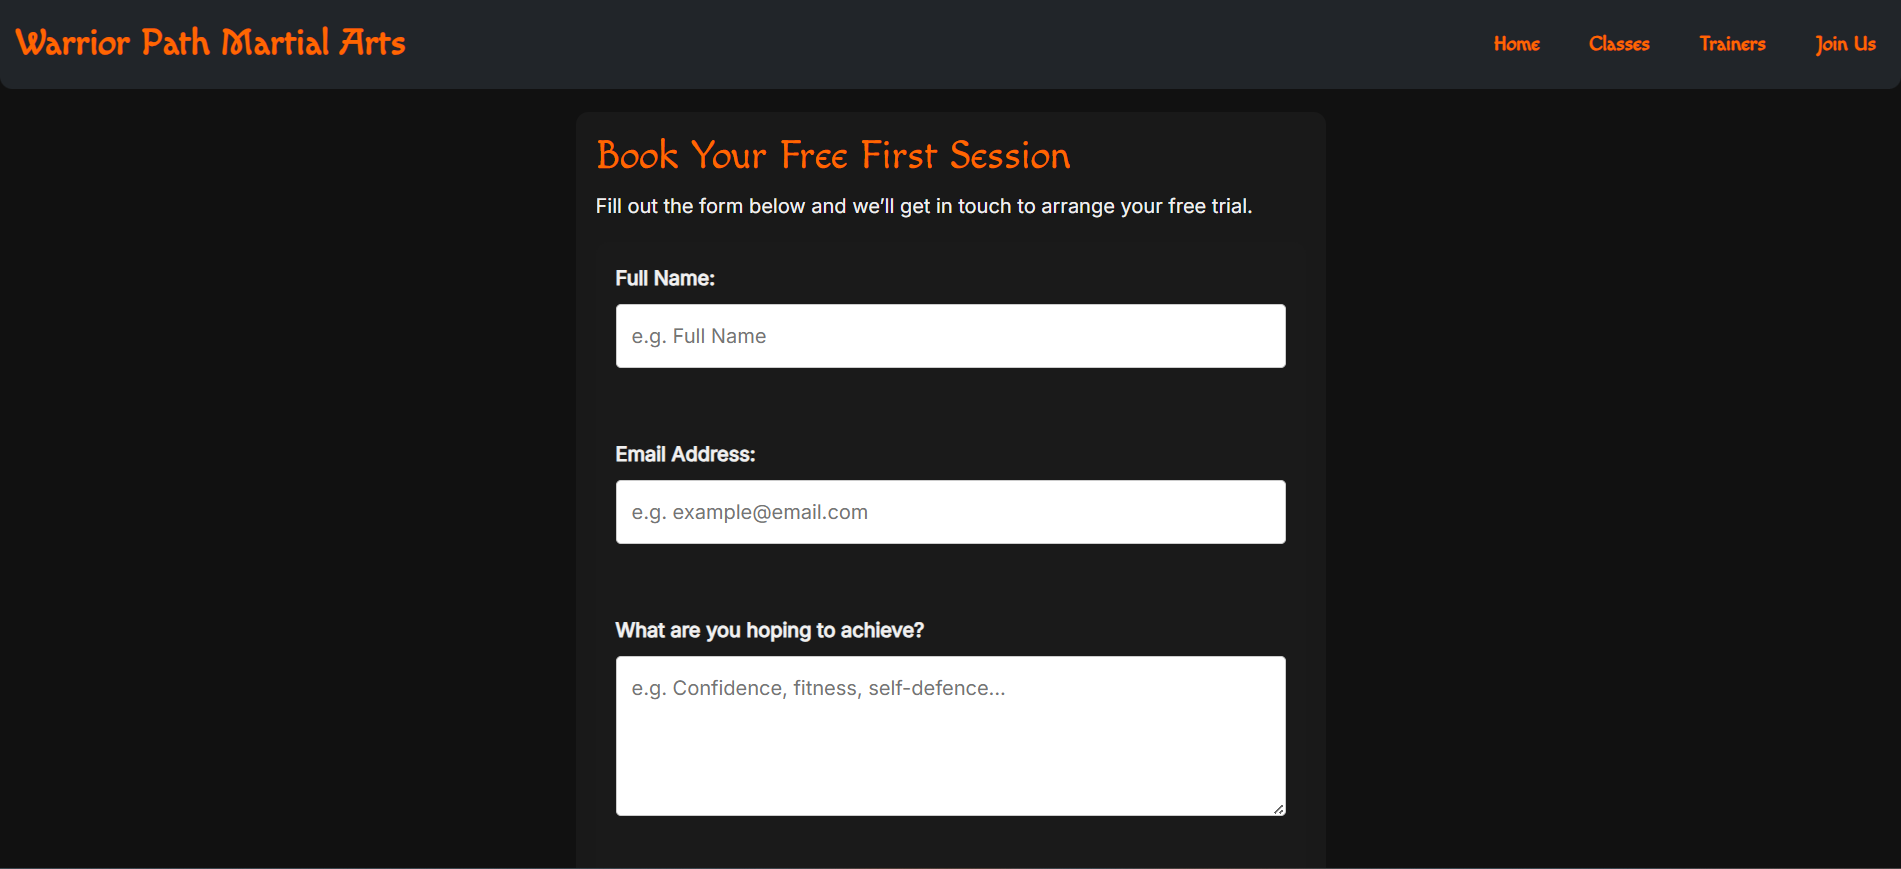 Warrior Path Martial Arts
Home Classes Trainers Join Us
Book Your Free First Session
Fill out the form below and we’ll get in touch to arrange your free trial.
Full Name:
e.g. Full Name
Email Address:
e.g. example@email.com
What are you hoping to achieve?
e.g. Confidence, fitness, self-defence...